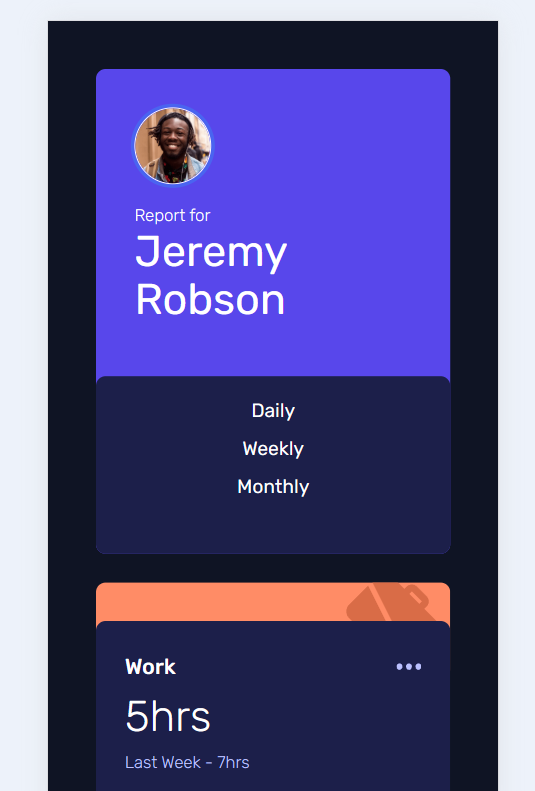 Report for
Jeremy
Robson
Daily
Weekly
Monthly
Work
5hrs
Last Week - 7hrs